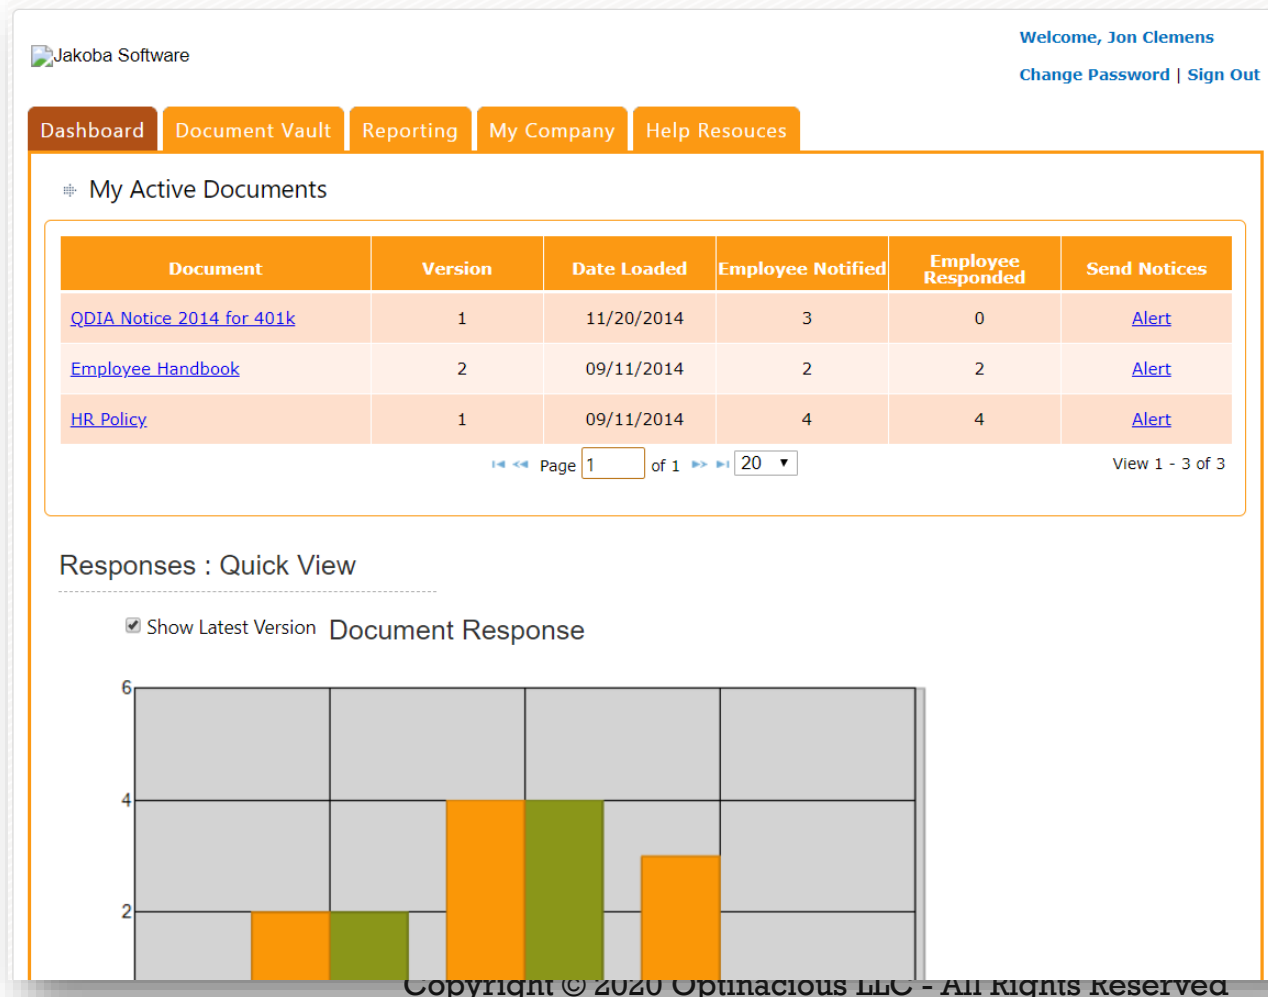 Jakoba Software
Welcome, Jon Clemens
Change Password | Sign Out
Dashboard Document Vault Reporting My Company Help Resouces
My Active Documents
Document Version Date Loaded Employee Notified Employee Responded Send Notices
QDIA Notice 2014 for 401k 1 11/20/2014 3 0 Alert
Employee Handbook 2 09/11/2014 2 2 Alert
HR Policy 1 09/11/2014 4 4 Alert
Page 1 of 1 20 View 1 - 3 of 3
Responses : Quick View
Show Latest Version Document Response
6
4
2
Copyright © 2020 Optinacious LLC - All Rights Reserved